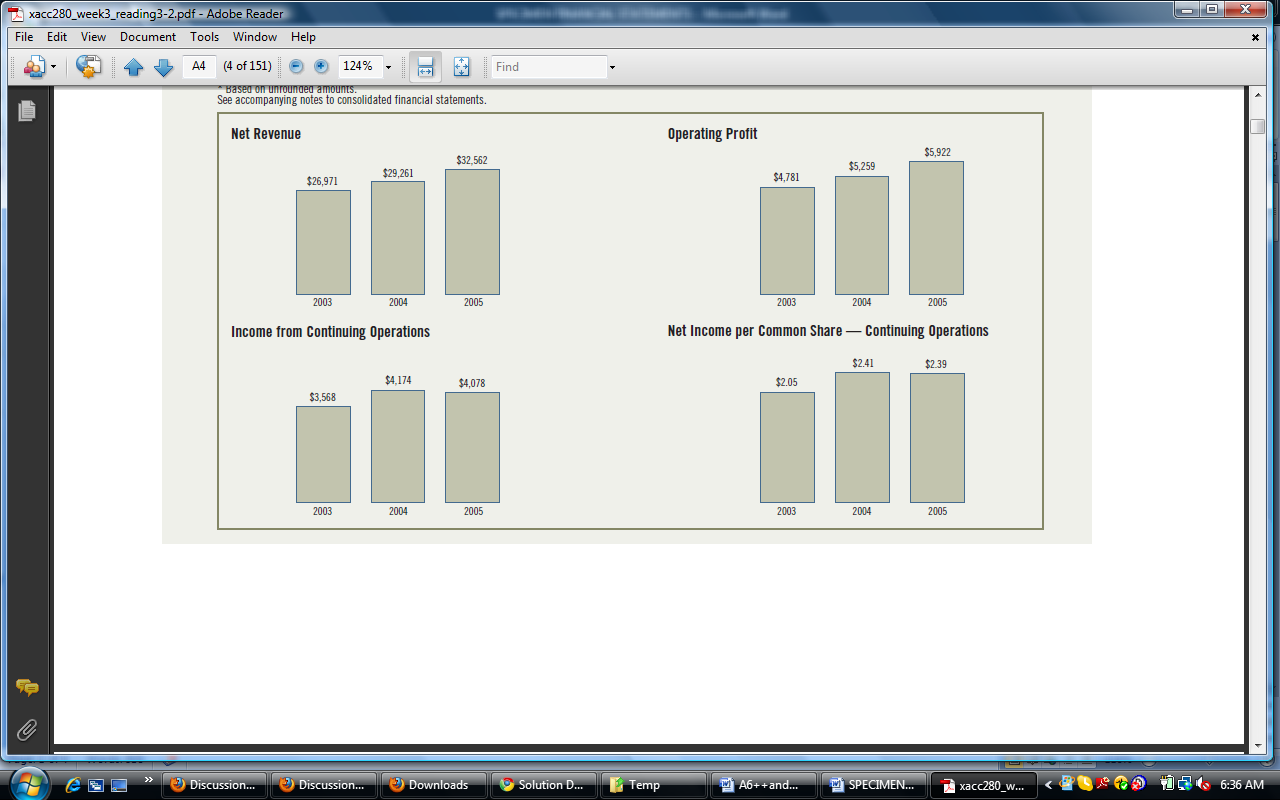 xacc280_week3_reading3-2.pdf - Adobe Reader
File Edit View Document Tools Window Help
A4 (4 of 151) 124% Find
* Based on unrounded amounts.
See accompanying notes to consolidated financial statements.
Net Revenue
$26,971 $29,261 $32,562
2003 2004 2005
Operating Profit
$4,781 $5,259 $5,922
2003 2004 2005
Income from Continuing Operations
$3,568 $4,174 $4,078
2003 2004 2005
Net Income per Common Share — Continuing Operations
$2.05 $2.41 $2.39
2003 2004 2005
Discussion... Discussion... Downloads Solution D... Temp A6++and... SPECIMEN... xacc280_w... 6:36 AM